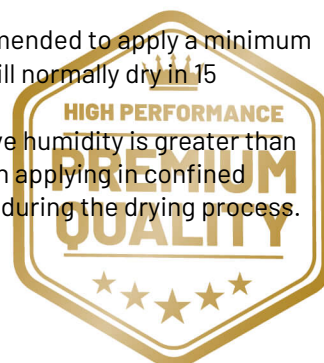 mended to apply a minimum
ill normally dry in 15
HIGH PERFORMANCE
ve humidity is greater than
PREMIUM
n applying in confined
during the drying process.
QUALITY